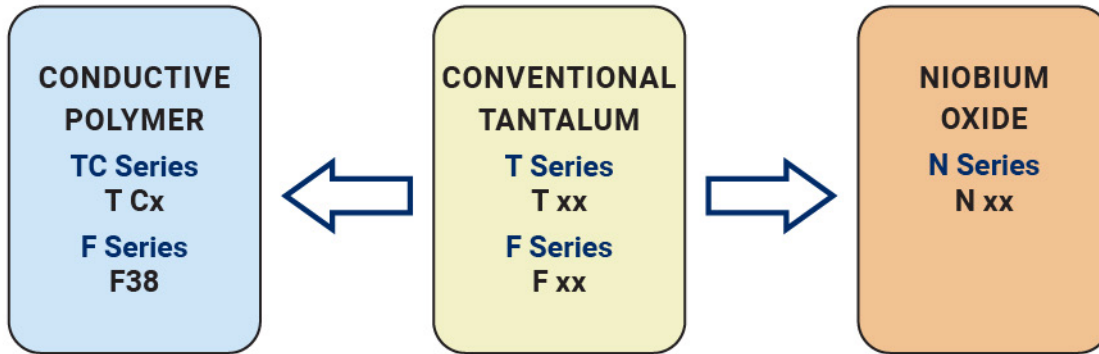 CONDUCTIVE
POLYMER
TC Series
T Cx
F Series
F38
CONVENTIONAL
TANTALUM
T Series
T xx
F Series
F xx
NIOBIUM
OXIDE
N Series
N xx